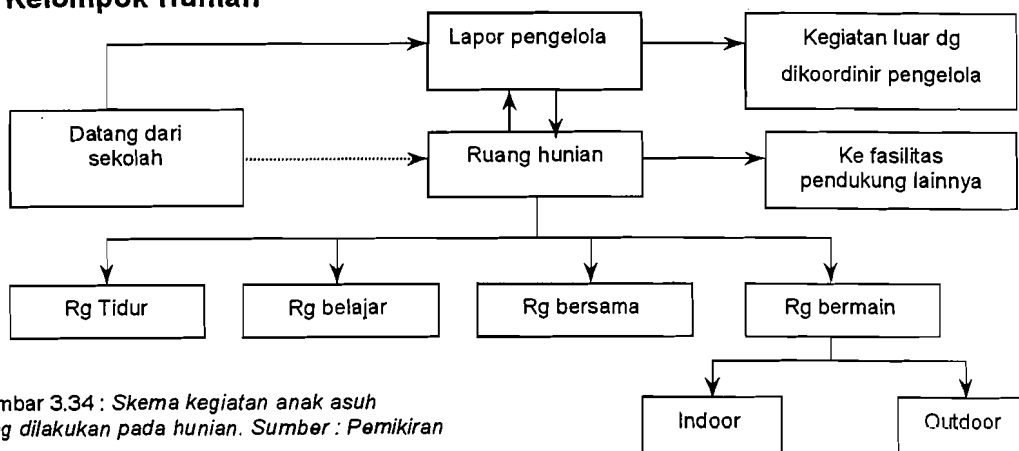 Kelompok Hunian
Lapor pengelola
Kegiatan luar dg
dikoordinir pengelola
Datang dari
sekolah
Ruang hunian
Ke fasilitas
pendukung lainnya
Rg Tidur
Rg belajar
Rg bersama
Rg bermain
Indoor
Outdoor
mbar 3.34 : Skema kegiatan anak asuh
g dilakukan pada hunian. Sumber : Pemikiran